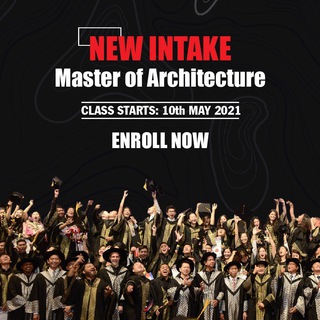 NEW INTAKE
Master of Architecture
CLASS STARTS: 10th MAY 2021
ENROLL NOW